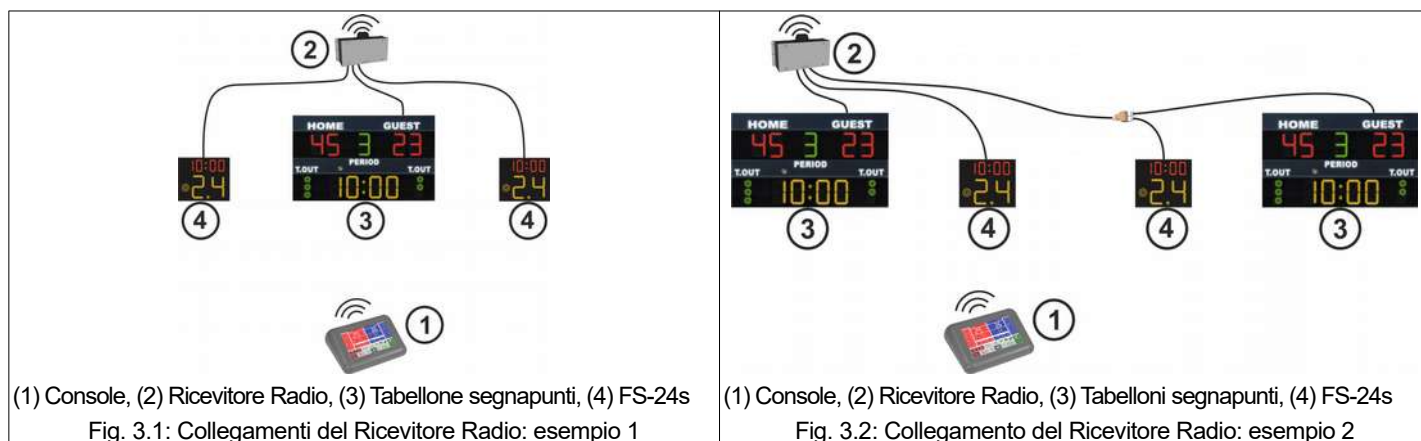 2
HOME GUEST
45 3 23
PERIOD
T.OUT T.OUT
10:00
10:00
2.4
10:00
2.4
4
3
4
1
(1) Console, (2) Ricevitore Radio, (3) Tabellone segnapunti, (4) FS-24s
Fig. 3.1: Collegamenti del Ricevitore Radio: esempio 1
2
HOME GUEST
45 3 23
PERIOD
T.OUT T.OUT
10:00
10:00
2.4
10:00
2.4
HOME GUEST
45 3 23
PERIOD
T.OUT T.OUT
10:00
3
4
4
3
1
(1) Console, (2) Ricevitore Radio, (3) Tabelloni segnapunti, (4) FS-24s
Fig. 3.2: Collegamento del Ricevitore Radio: esempio 2